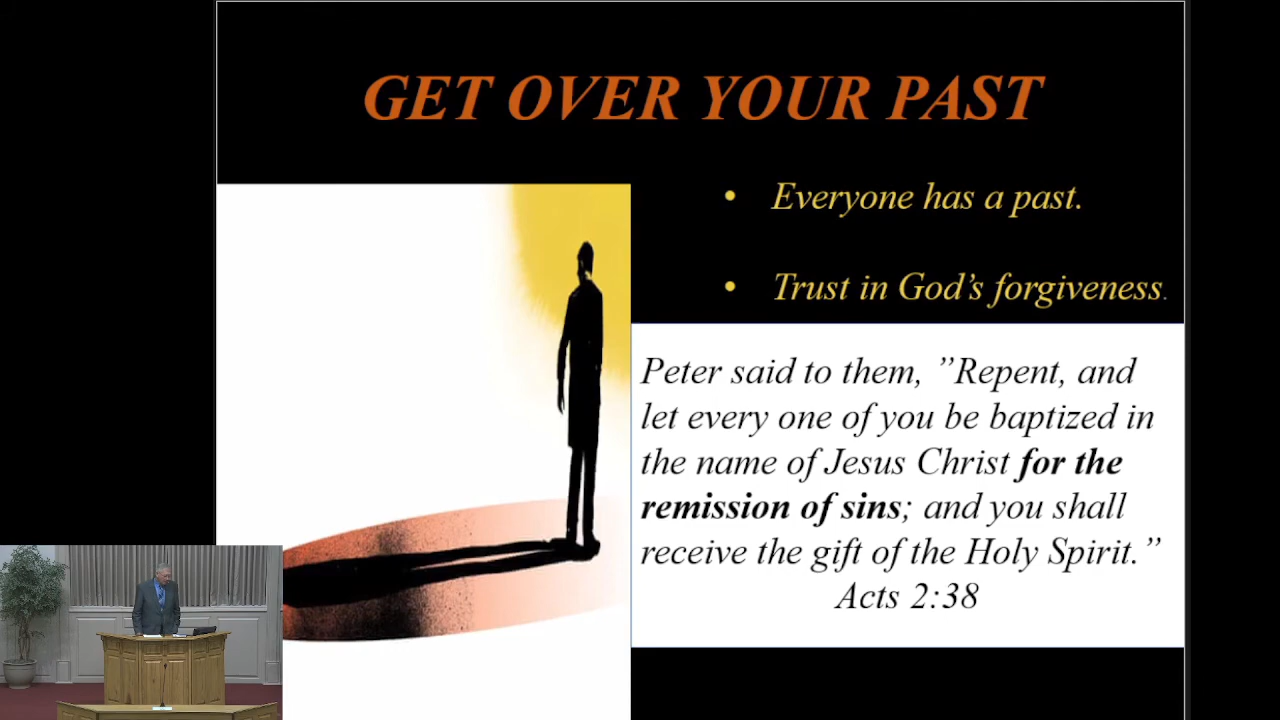 GET OVER YOUR PAST
• Everyone has a past.
• Trust in God’s forgiveness.
Peter said to them, ”Repent, and
let every one of you be baptized in
the name of Jesus Christ for the
remission of sins; and you shall
receive the gift of the Holy Spirit.”
Acts 2:38